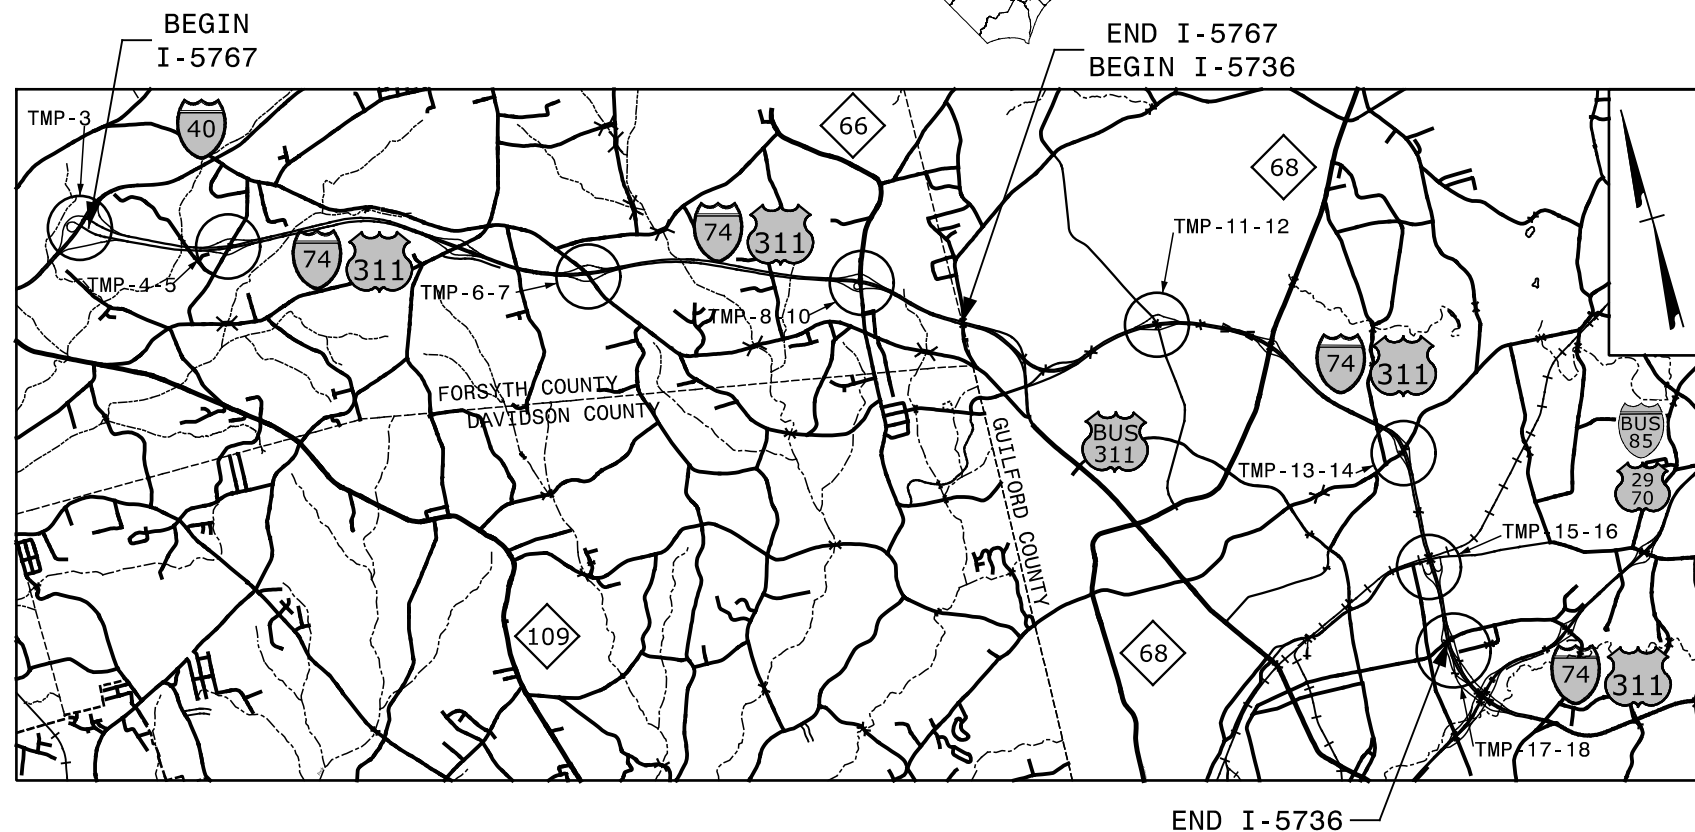 BEGIN
I-5767
END I-5767
BEGIN I-5736
TMP-3
40
66
68
74
311
TMP-11-12
74
311
TMP-4-5
TMP-6-7
TMP-8-10
74
311
FORSYTH COUNTY
DAVIDSON COUNTY
GUILFORD COUNTY
BUS
311
BUS
85
TMP-13-14
29
70
TMP-15-16
109
68
74
311
TMP-17-18
END I-5736